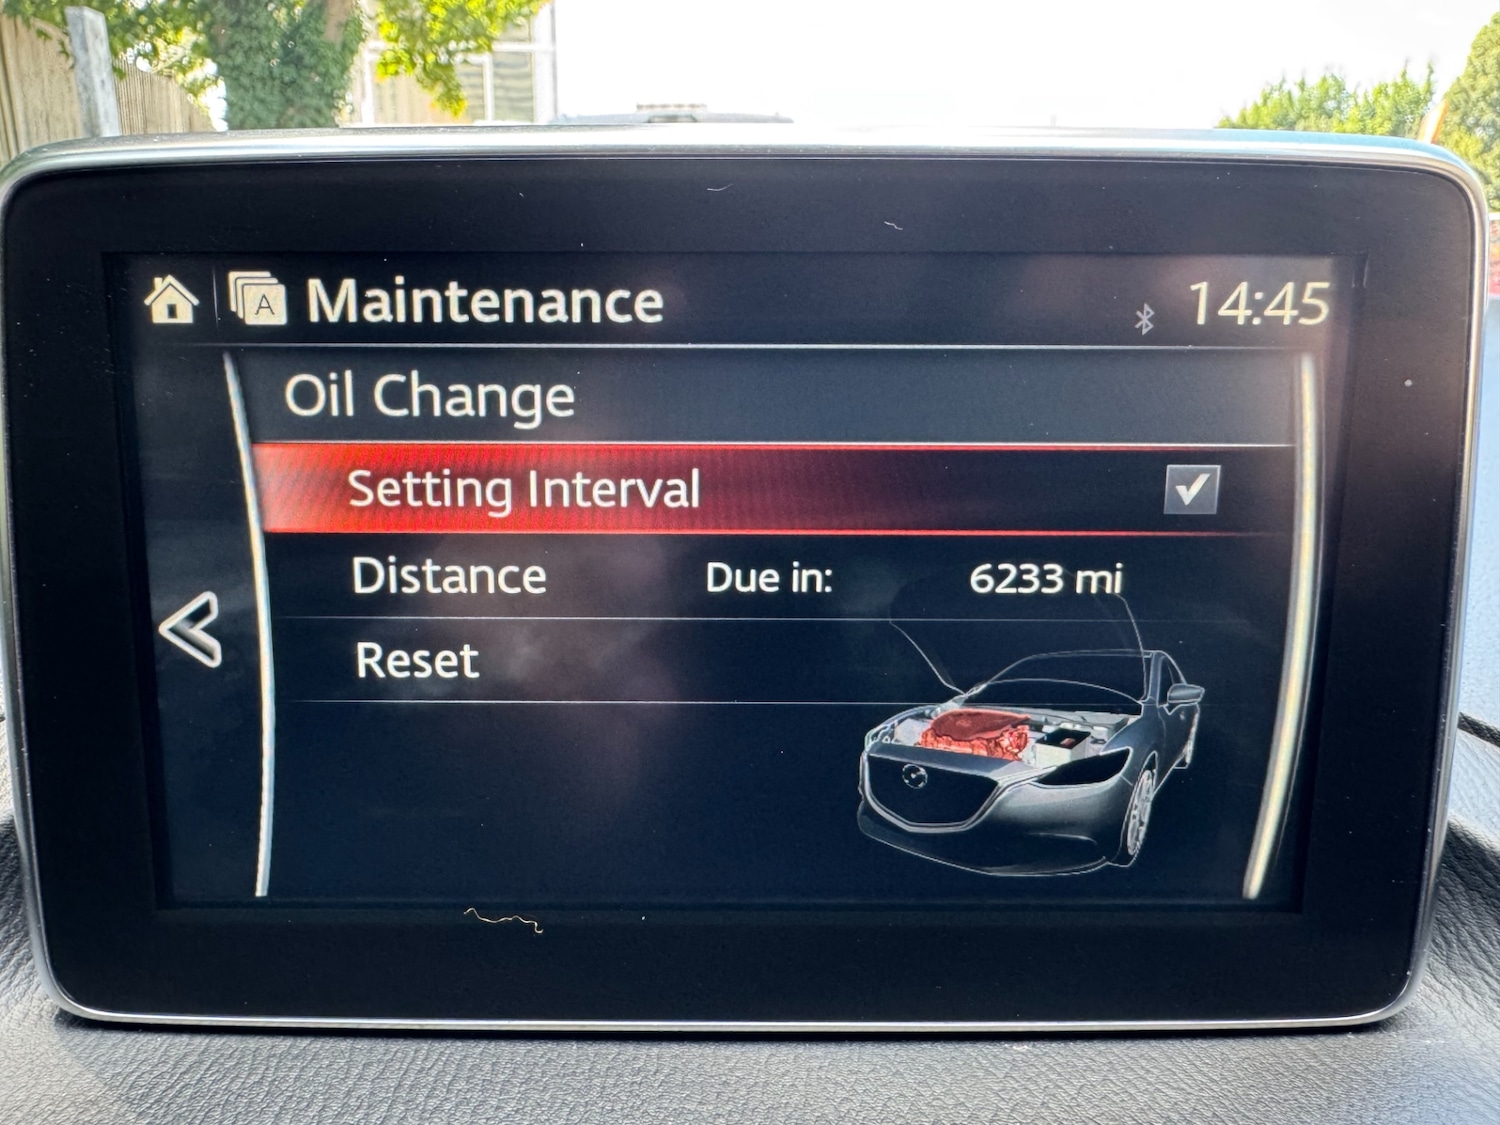 A Maintenance 14:45
Oil Change
Setting Interval
Distance Due in: 6233 mi
Reset